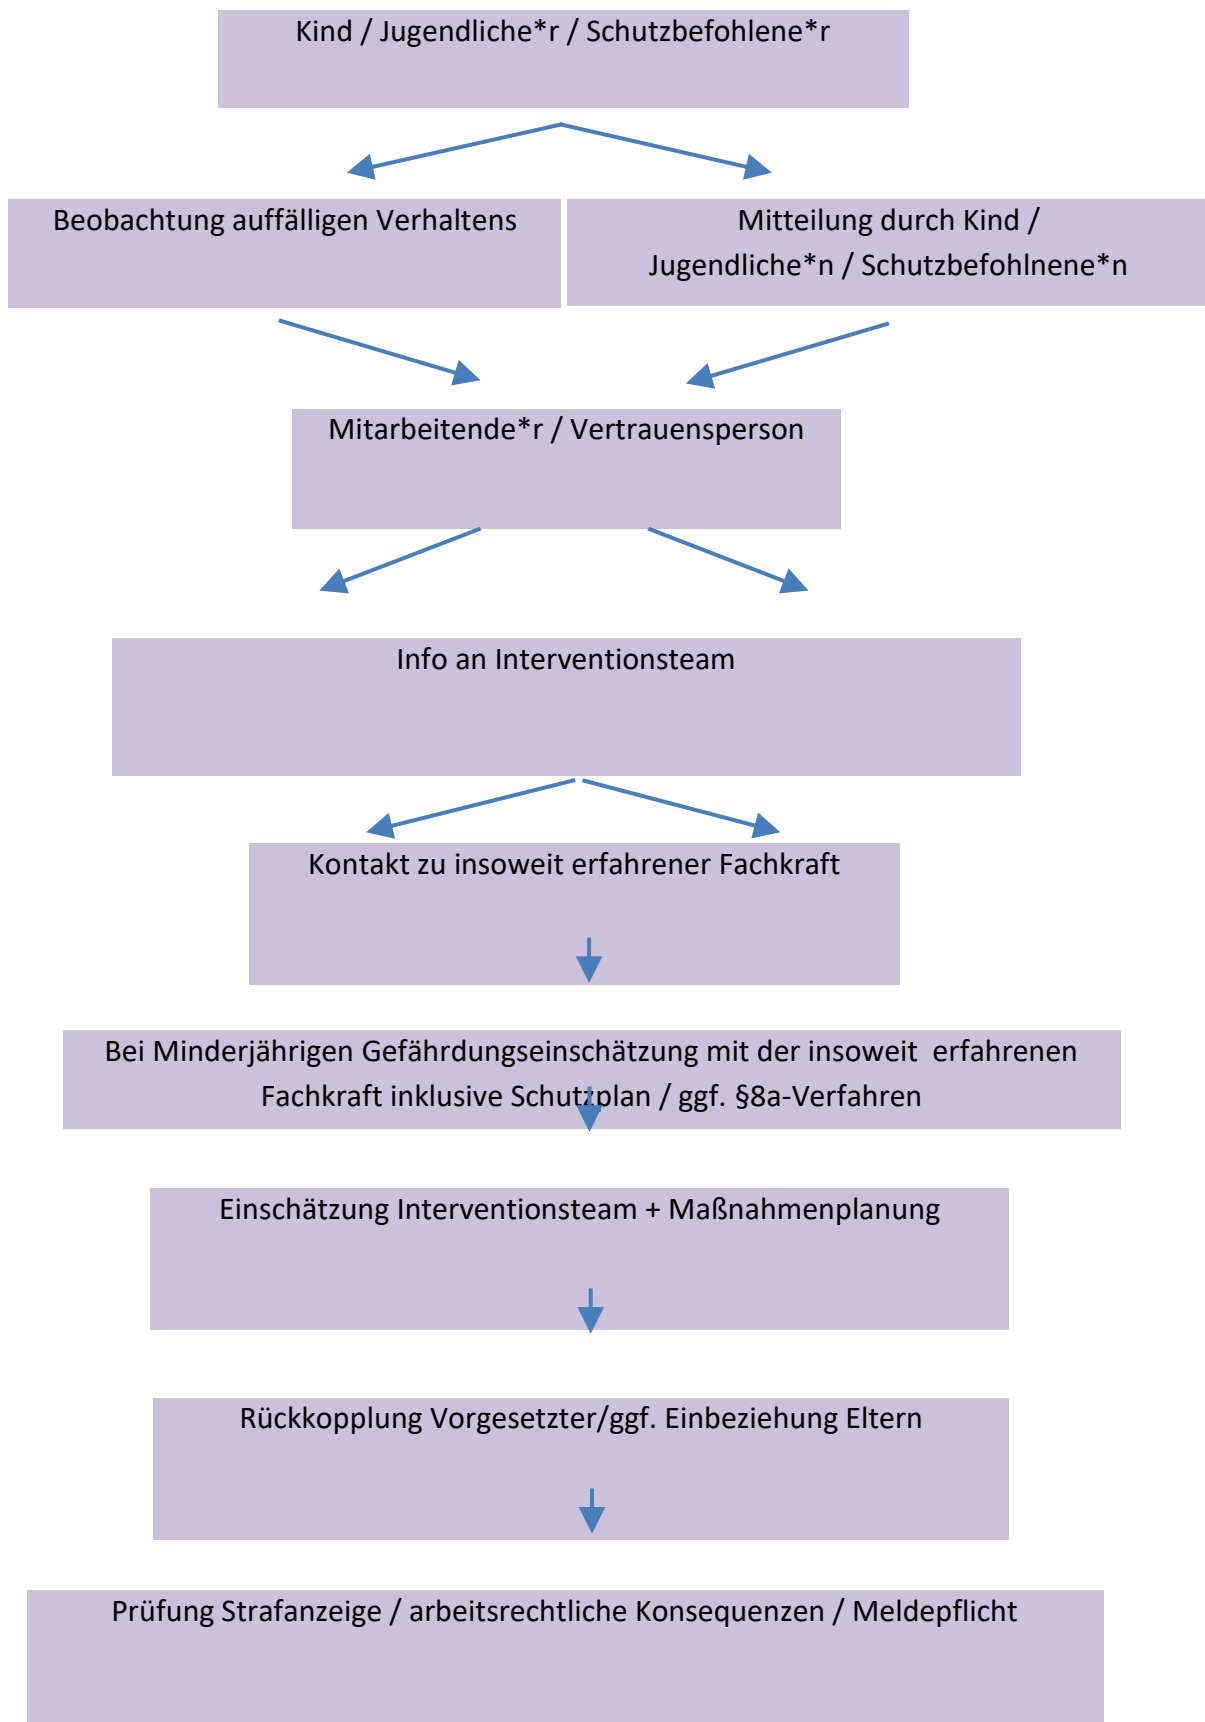 Kind / Jugendliche*r / Schutzbefohlene*r
Beobachtung auffälligen Verhaltens
Mitteilung durch Kind /
Jugendliche*n / Schutzbefohlnene*n
Mitarbeitende*r / Vertrauensperson
Info an Interventionsteam
Kontakt zu insoweit erfahrener Fachkraft
Bei Minderjährigen Gefährdungseinschätzung mit der insoweit erfahrenen
Fachkraft inklusive Schutzplan / ggf. §8a-Verfahren
Einschätzung Interventionsteam + Maßnahmenplanung
Rückkopplung Vorgesetzter/ggf. Einbeziehung Eltern
Prüfung Strafanzeige / arbeitsrechtliche Konsequenzen / Meldepflicht